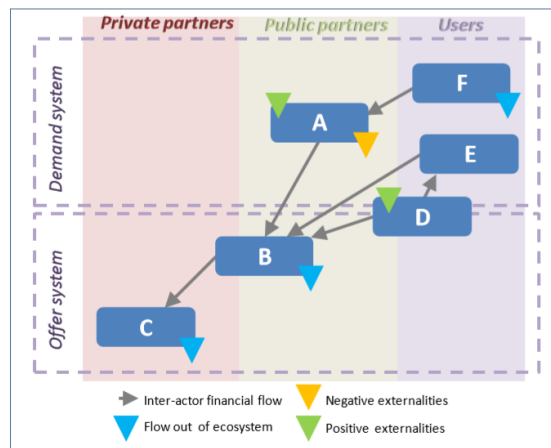 Private partners
Public partners
Users
Demand system
F
A
E
D
B
Offer system
C
Inter-actor financial flow
Negative externalities
Flow out of ecosystem
Positive externalities